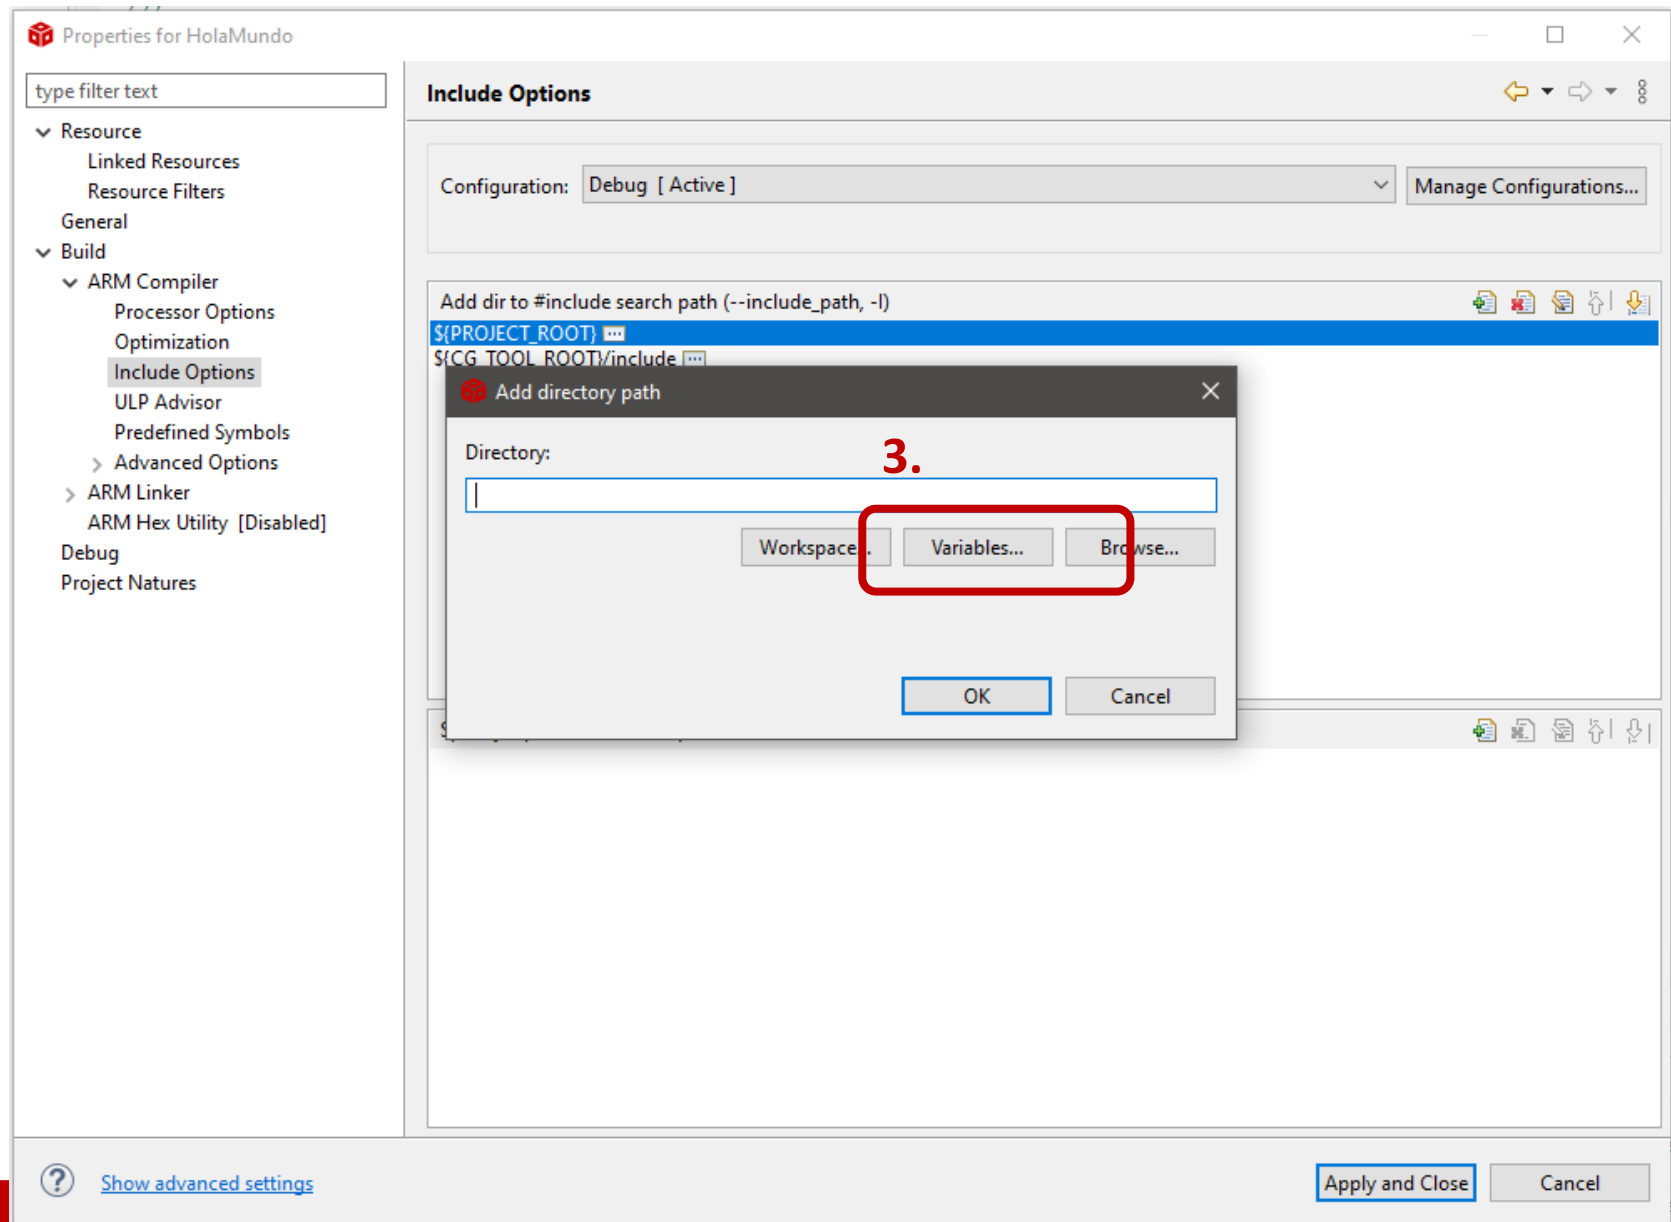 Properties for HolaMundo
type filter text
Resource
Linked Resources
Resource Filters
General
Build
ARM Compiler
Processor Options
Optimization
Include Options
ULP Advisor
Predefined Symbols
Advanced Options
ARM Linker
ARM Hex Utility [Disabled]
Debug
Project Natures
Include Options
Configuration: Debug [ Active ] Manage Configurations...
Add dir to #include search path (--include_path, -I)
${PROJECT_ROOT}
${CG_TOOL_ROOT}/include
Add directory path
Directory:
3.
Workspace... Variables... Browse...
OK Cancel
Show advanced settings
Apply and Close Cancel